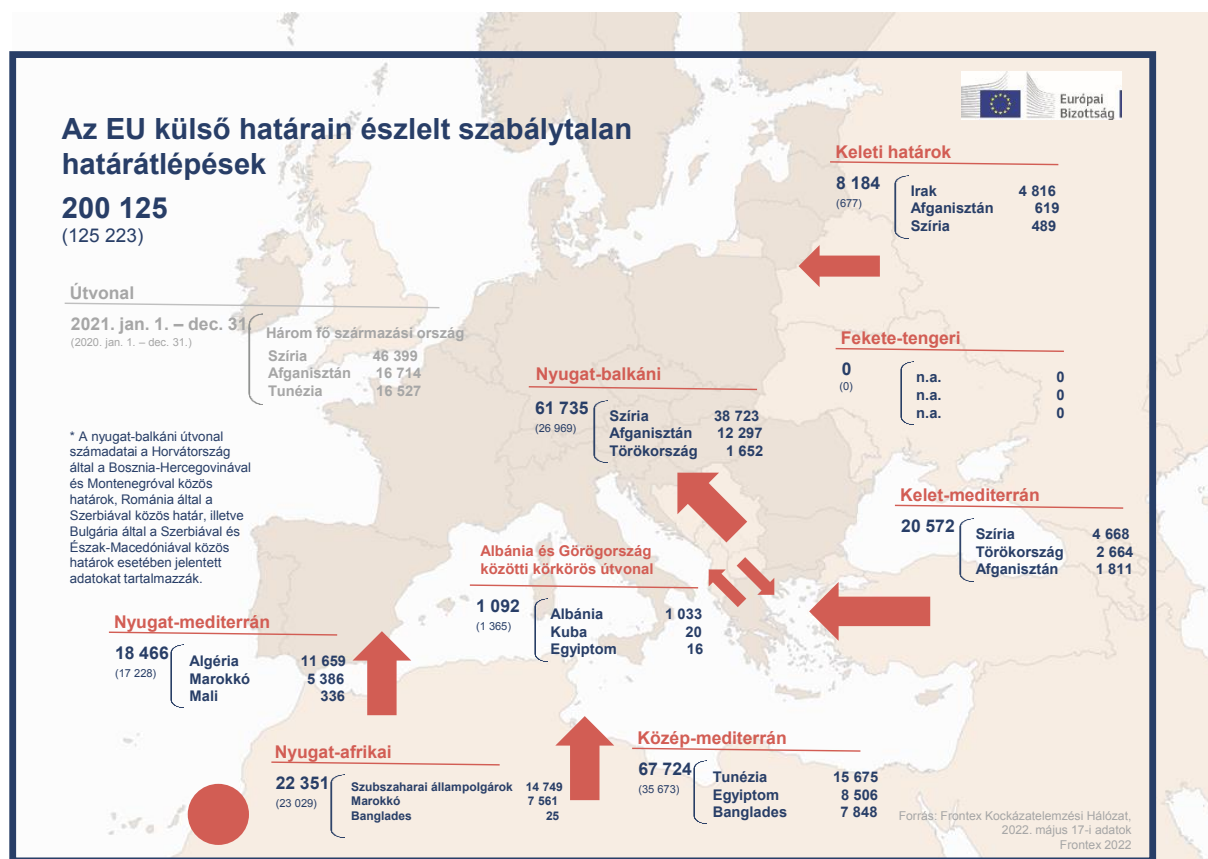 Európai
Bizottság
Az EU külső határain észlelt szabálytalan
határátlépések
200 125
(125 223)
Útvonal
2021. jan. 1. – dec. 31.
(2020. jan. 1. – dec. 31.)
Három fő származási ország
Szíria 46 399
Afganisztán 16 714
Tunézia 16 527
* A nyugat-balkáni útvonal
számadatai a Horvátország
által a Bosznia-Hercegovinával
és Montenegróval közös
határok, Románia által a
Szerbiával közös határ, illetve
Bulgária által a Szerbiával és
Észak-Macedóniával közös
határok esetében jelentett
adatokat tartalmazzák.
Keleti határok
8 184
(677)
Irak 4 816
Afganisztán 619
Szíria 489
Fekete-tengeri
0
(0)
n.a. 0
n.a. 0
n.a. 0
Nyugat-balkáni
61 735
(26 969)
Szíria 38 723
Afganisztán 12 297
Törökország 1 652
Kelet-mediterrán
20 572
Szíria 4 668
Törökország 2 664
Afganisztán 1 811
Albánia és Görögország
közötti körkörös útvonal
1 092
(1 365)
Albánia 1 033
Kuba 20
Egyiptom 16
Nyugat-mediterrán
18 466
(17 228)
Algéria 11 659
Marokkó 5 386
Mali 336
Nyugat-afrikai
22 351
(23 029)
Szubszaharai állampolgárok 14 749
Marokkó 7 561
Banglades 25
Közép-mediterrán
67 724
(35 673)
Tunézia 15 675
Egyiptom 8 506
Banglades 7 848
Forrás: Frontex Kockázatelemzési Hálózat,
2022. május 17-i adatok
Frontex 2022